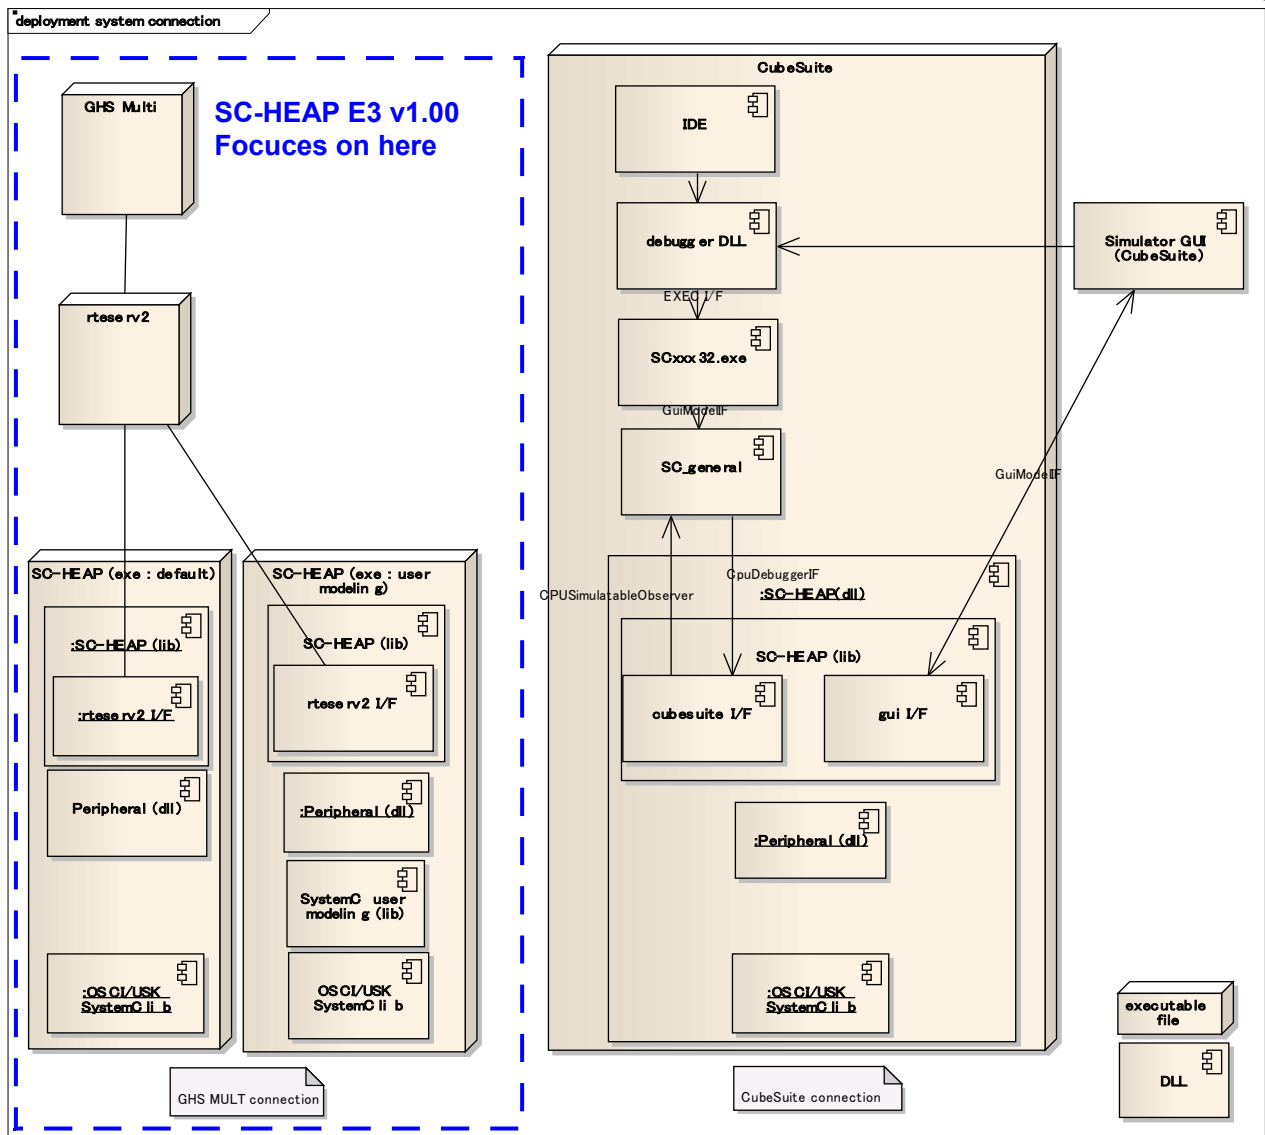 deployment system connection
GHS Multi
SC-HEAP E3 v1.00
Focuces on here
rteserv2
SC-HEAP (exe : default)
:SC-HEAP (lib)
:rteserv2 I/F
Peripheral (dll)
:OSCI/USK
SystemC lib
SC-HEAP (exe : user
modeling)
SC-HEAP (lib)
rteserv2 I/F
:Peripheral (dll)
SystemC user
modeling (lib)
OSCI/USK
SystemC lib
GHS MULT connection
CubeSuite
IDE
debugger DLL
EXEC I/F
SCxxx32.exe
GuiModelIF
SC_general
CPUSimulatableObserver
CpuDebuggerIF
:SC-HEAP(dll)
SC-HEAP (lib)
cubesuite I/F
gui I/F
:Peripheral (dll)
:OSCI/USK
SystemC lib
CubeSuite connection
Simulator GUI
(CubeSuite)
GuiModelIF
executable
file
DLL